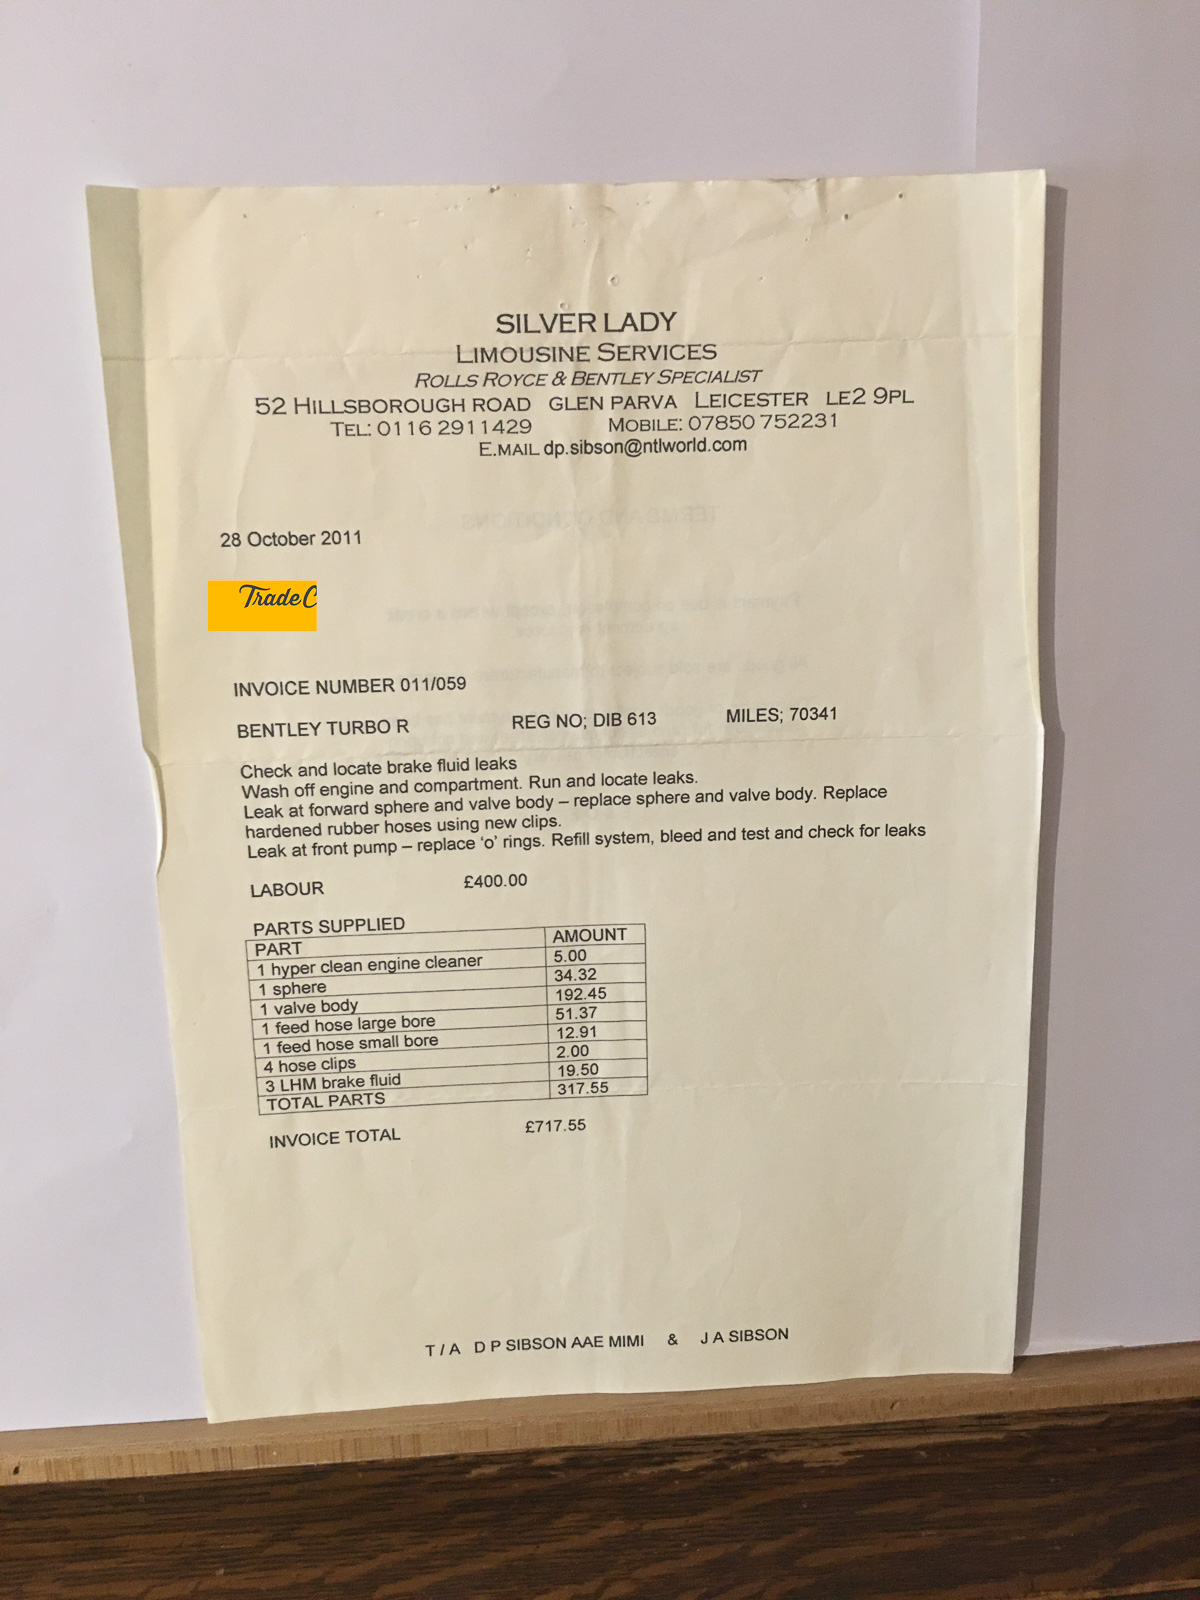 SILVER LADY
LIMOUSINE SERVICES
ROLLS ROYCE & BENTLEY SPECIALIST
52 HILLSBOROUGH ROAD GLEN PARVA LEICESTER LE2 9PL
TEL: 0116 2911429 MOBILE: 07850 752231
E.MAIL dp.sibson@ntlworld.com
TERMS AND CONDITIONS
28 October 2011
TradeC
INVOICE NUMBER 011/059
BENTLEY TURBO R REG NO; DIB 613 MILES; 70341
Check and locate brake fluid leaks
Wash off engine and compartment. Run and locate leaks.
Leak at forward sphere and valve body – replace sphere and valve body. Replace
hardened rubber hoses using new clips.
Leak at front pump – replace ‘o’ rings. Refill system, bleed and test and check for leaks
LABOUR £400.00
PARTS SUPPLIED
PART AMOUNT
1 hyper clean engine cleaner 5.00
1 sphere 34.32
1 valve body 192.45
1 feed hose large bore 51.37
1 feed hose small bore 12.91
4 hose clips 2.00
3 LHM brake fluid 19.50
TOTAL PARTS 317.55
INVOICE TOTAL £717.55
T / A D P SIBSON AAE MIMI & J A SIBSON